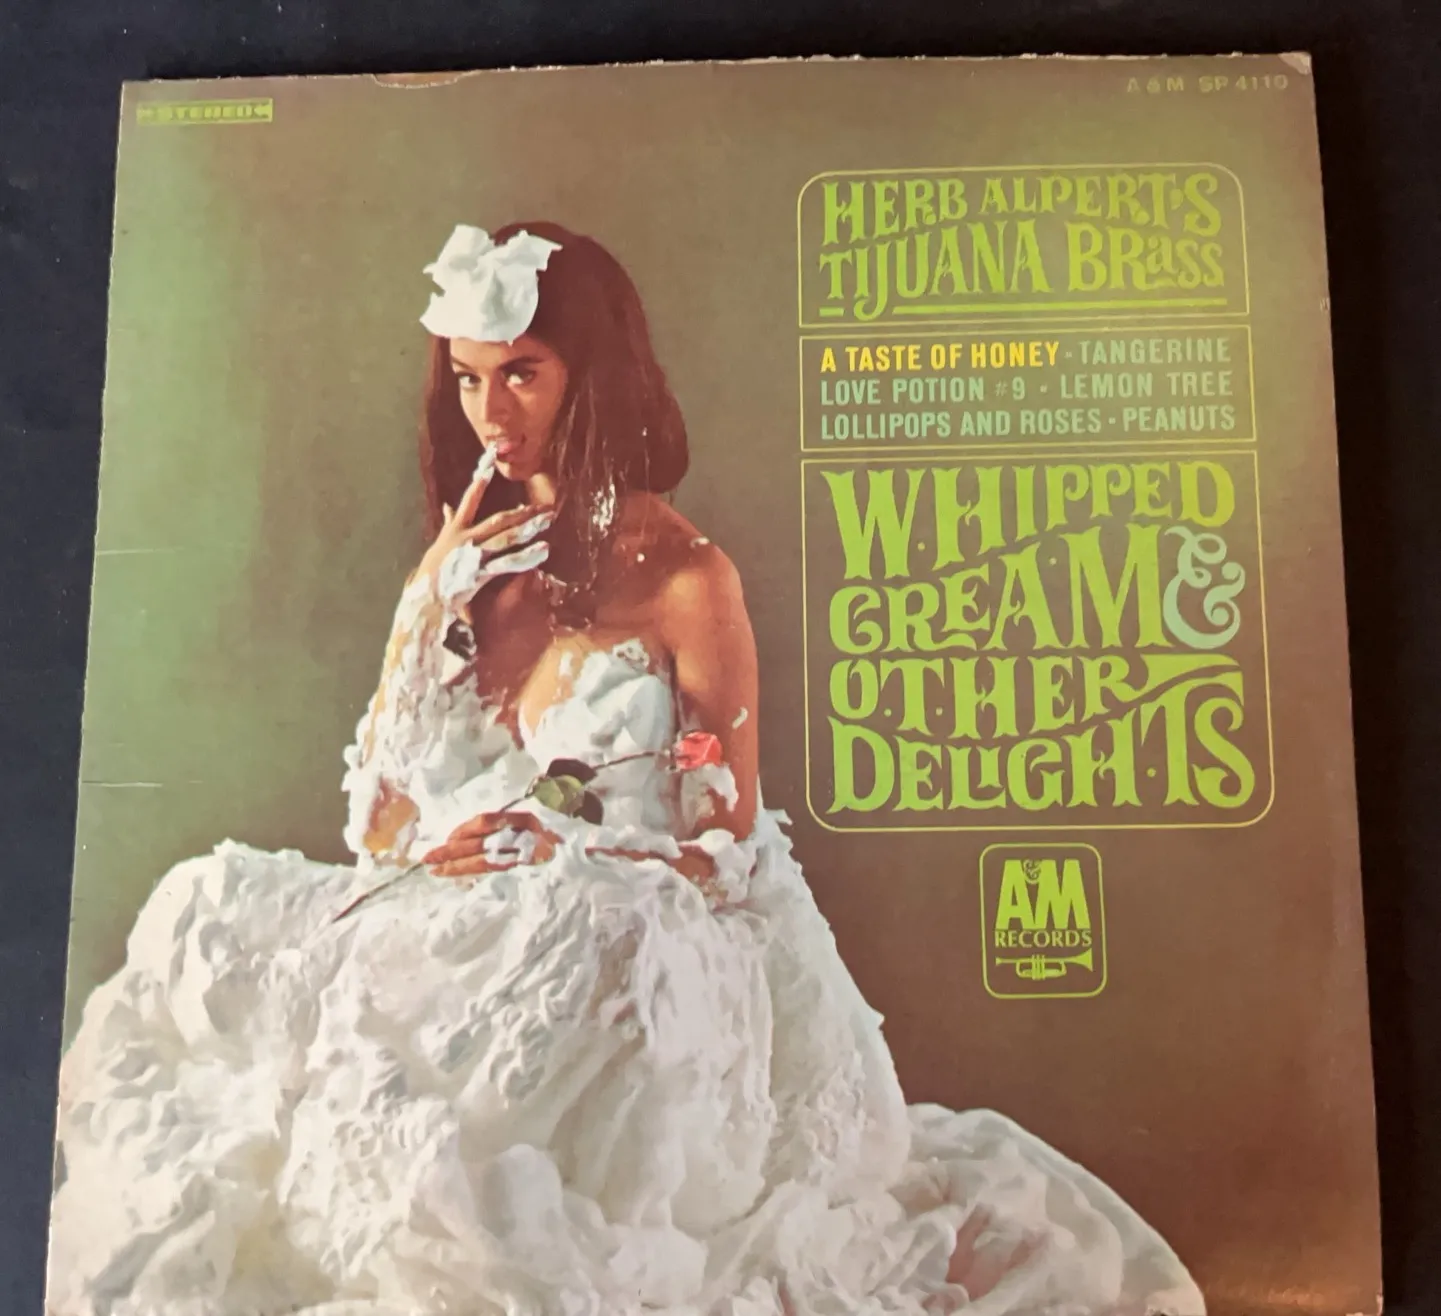 STEREO
A&M SP 4110
HERB ALPERT'S
TIJUANA BRASS
A TASTE OF HONEY · TANGERINE
LOVE POTION #9 · LEMON TREE
LOLLIPOPS AND ROSES · PEANUTS
WHIPPED
CREAM &
OTHER
DELIGHTS
A&M
RECORDS